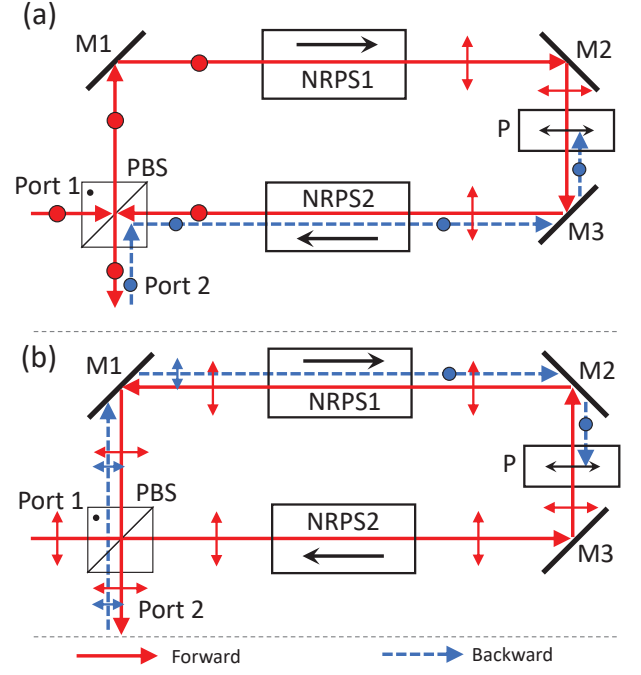 (a)
M1
M2
NRPS1
P
PBS
Port 1
NRPS2
M3
Port 2
(b)
M1
M2
NRPS1
P
Port 1
PBS
NRPS2
M3
Port 2
Forward
Backward